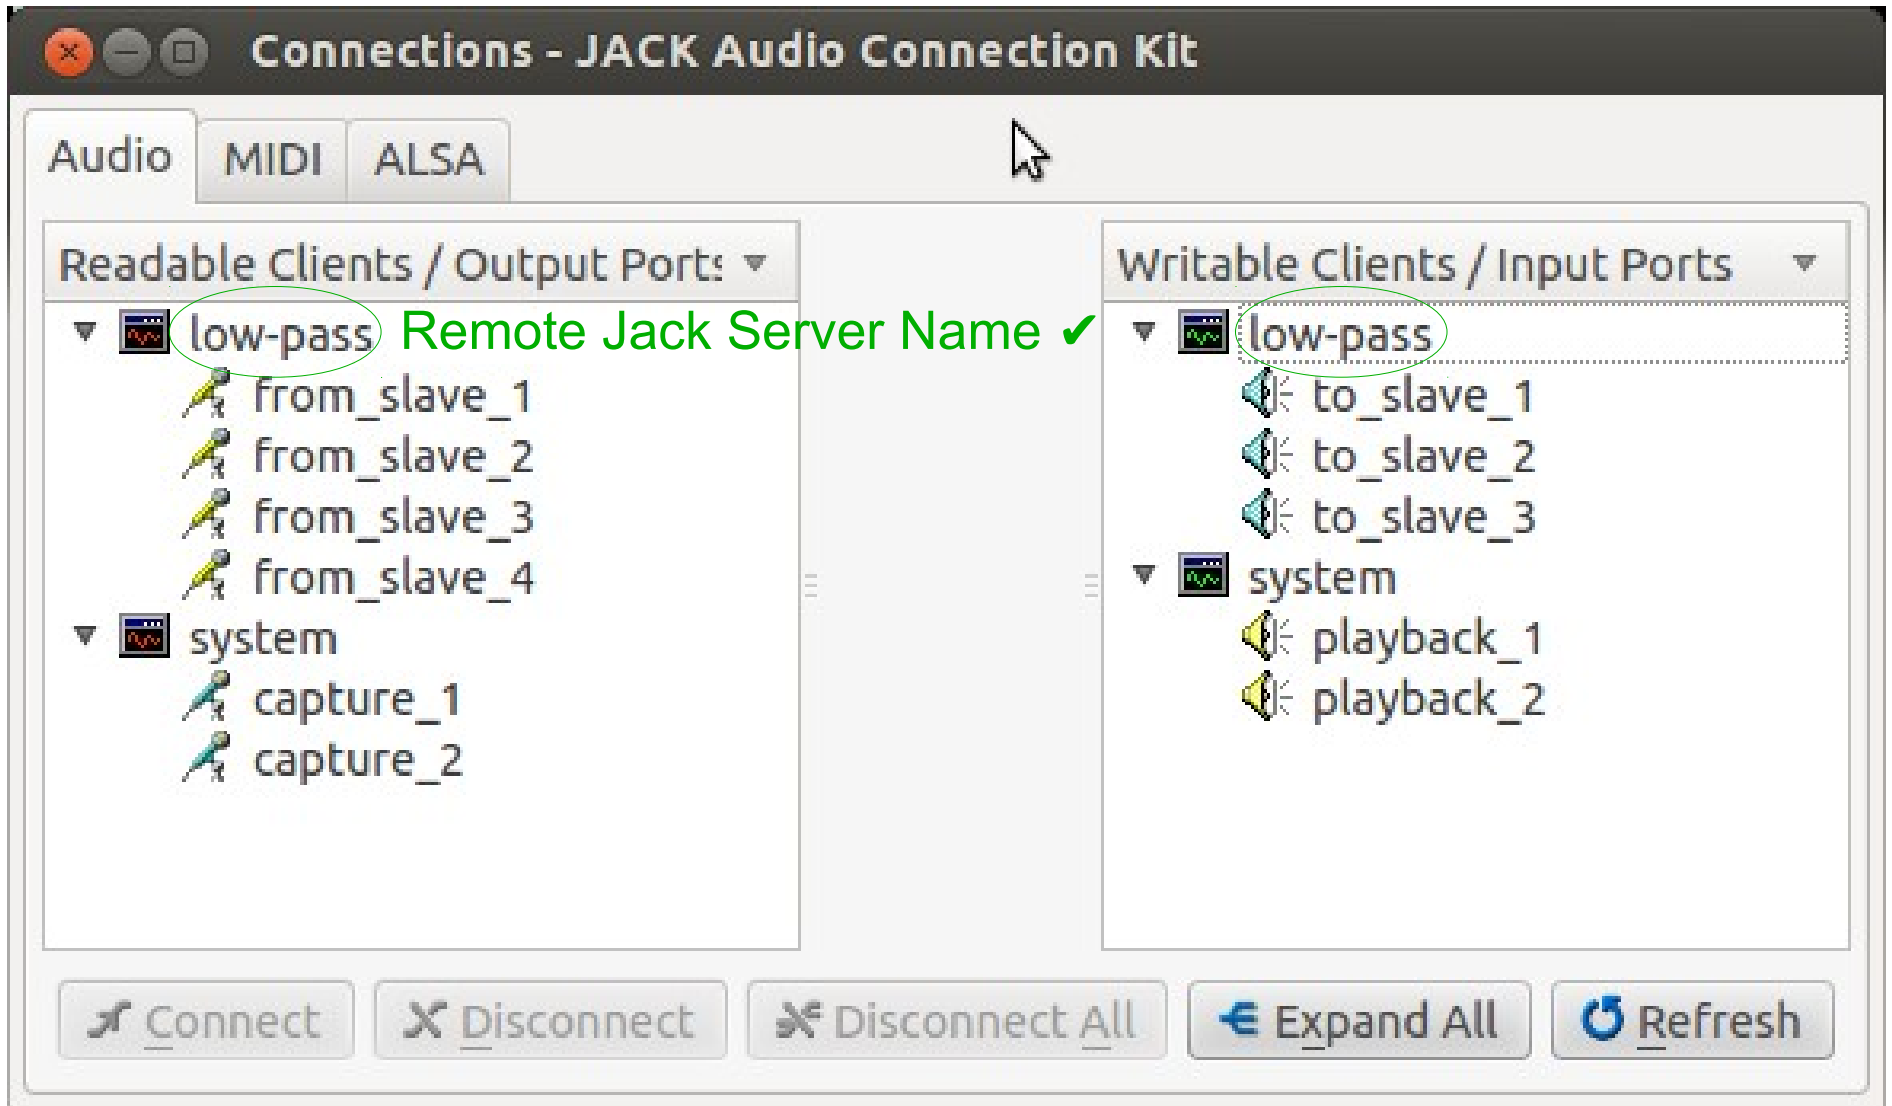 Connections - JACK Audio Connection Kit
Audio
MIDI
ALSA
Readable Clients / Output Ports
low-pass
Remote Jack Server Name ✔
from_slave_1
from_slave_2
from_slave_3
from_slave_4
system
capture_1
capture_2
Writable Clients / Input Ports
low-pass
to_slave_1
to_slave_2
to_slave_3
system
playback_1
playback_2
Connect
Disconnect
Disconnect All
Expand All
Refresh